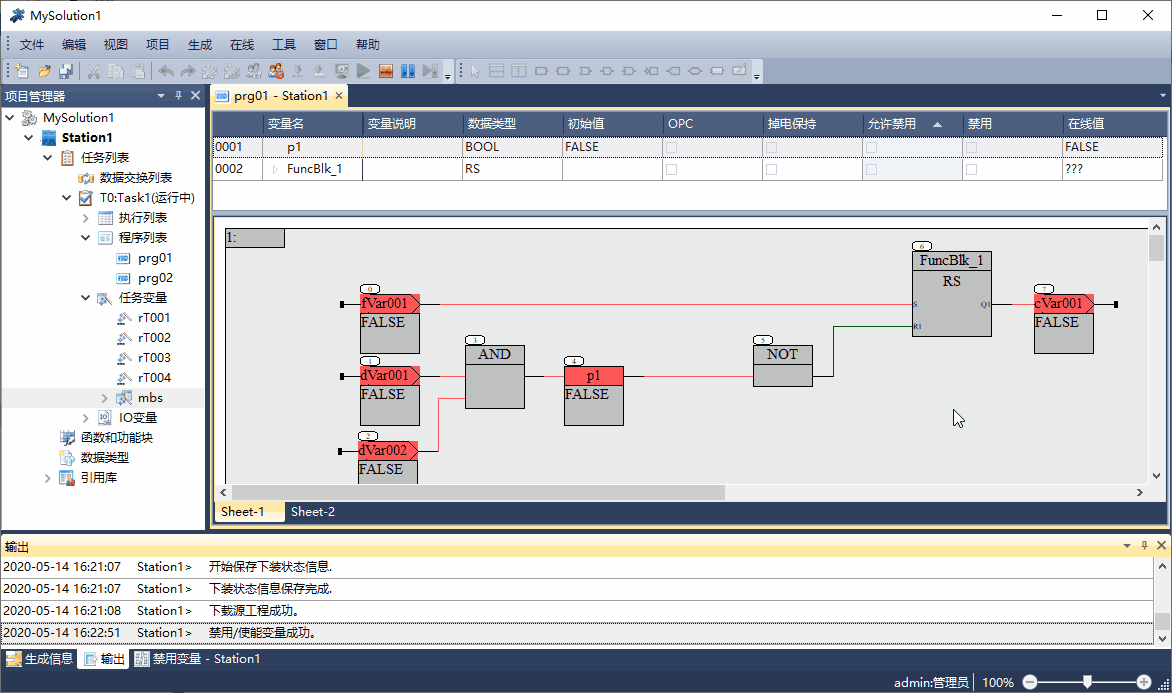 MySolution1
文件 编辑 视图 项目 生成 在线 工具 窗口 帮助
项目管理器
MySolution1
Station1
任务列表
数据交换列表
T0:Task1(运行中)
执行列表
程序列表
prg01
prg02
任务变量
rT001
rT002
rT003
rT004
mbs
IO变量
函数和功能块
数据类型
引用库
prg01 - Station1
变量名 变量说明 数据类型 初始值 OPC 掉电保持 允许禁用 禁用 在线值
0001 p1 BOOL FALSE FALSE
0002 FuncBlk_1 RS ???
1:
6
FuncBlk_1
RS
S Q1
R1
0
fVar001
FALSE
7
cVar001
FALSE
1
dVar001
FALSE
3
AND
4
p1
FALSE
5
NOT
2
dVar002
FALSE
Sheet-1 Sheet-2
输出
2020-05-14 16:21:07 Station1> 开始保存下装状态信息.
2020-05-14 16:21:07 Station1> 下装状态信息保存完成.
2020-05-14 16:21:08 Station1> 下载源工程成功。
2020-05-14 16:22:51 Station1> 禁用/使能变量成功。
生成信息 输出 禁用变量 - Station1
admin:管理员 100%